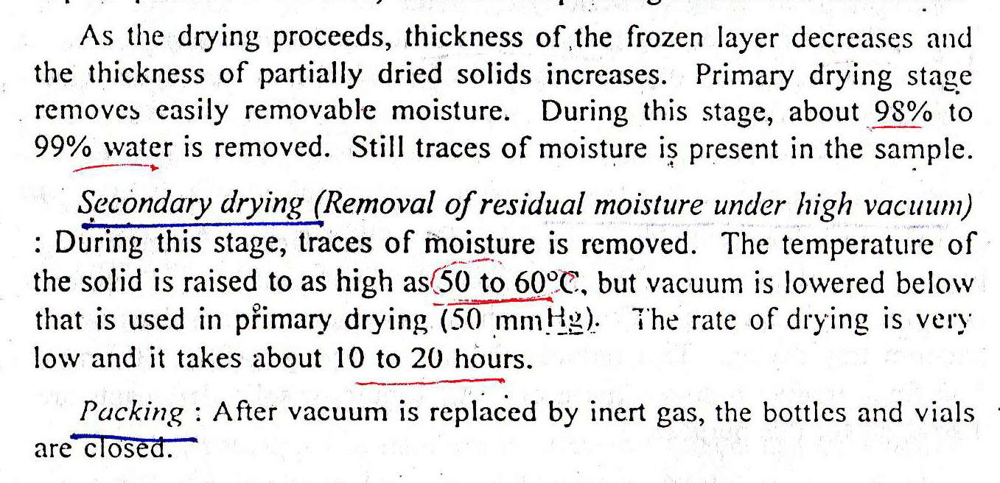 As the drying proceeds, thickness of the frozen layer decreases and
the thickness of partially dried solids increases. Primary drying stage
removes easily removable moisture. During this stage, about 98% to
99% water is removed. Still traces of moisture is present in the sample.
Secondary drying (Removal of residual moisture under high vacuum)
: During this stage, traces of moisture is removed. The temperature of
the solid is raised to as high as 50 to 60°C, but vacuum is lowered below
that is used in primary drying (50 mmHg). The rate of drying is very
low and it takes about 10 to 20 hours.
Packing : After vacuum is replaced by inert gas, the bottles and vials
are closed.